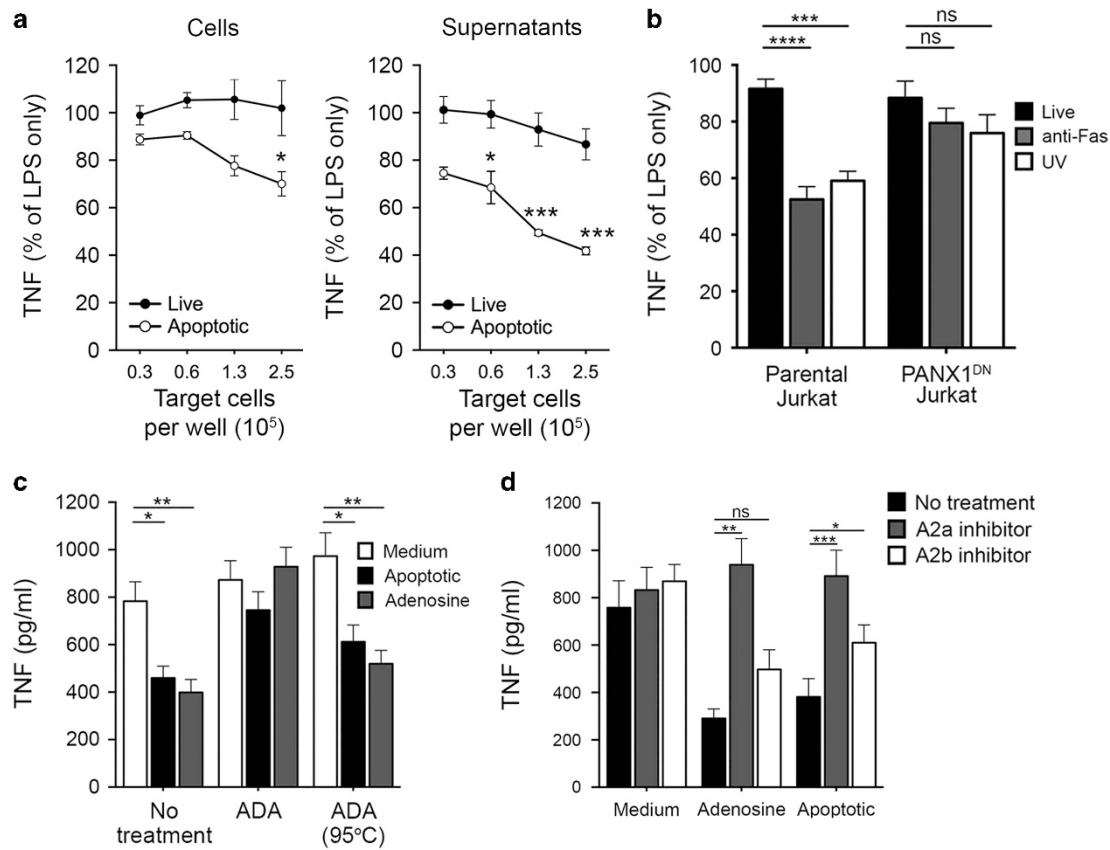 a
Cells
TNF (% of LPS only)
120
100
80
60
40
20
0
*
Live
Apoptotic
0.3 0.6 1.3 2.5
Target cells
per well (10⁵)
Supernatants
TNF (% of LPS only)
120
100
80
60
40
20
0
*
***
***
Live
Apoptotic
0.3 0.6 1.3 2.5
Target cells
per well (10⁵)
b
TNF (% of LPS only)
100
80
60
40
20
0
***
****
ns
ns
Live
anti-Fas
UV
Parental
Jurkat
PANX1ᴰᴺ
Jurkat
c
TNF (pg/ml)
1200
1000
800
600
400
200
0
**
*
**
*
Medium
Apoptotic
Adenosine
No
treatment
ADA
ADA
(95°C)
d
TNF (pg/ml)
1200
1000
800
600
400
200
0
ns
**
*
***
No treatment
A2a inhibitor
A2b inhibitor
Medium Adenosine Apoptotic